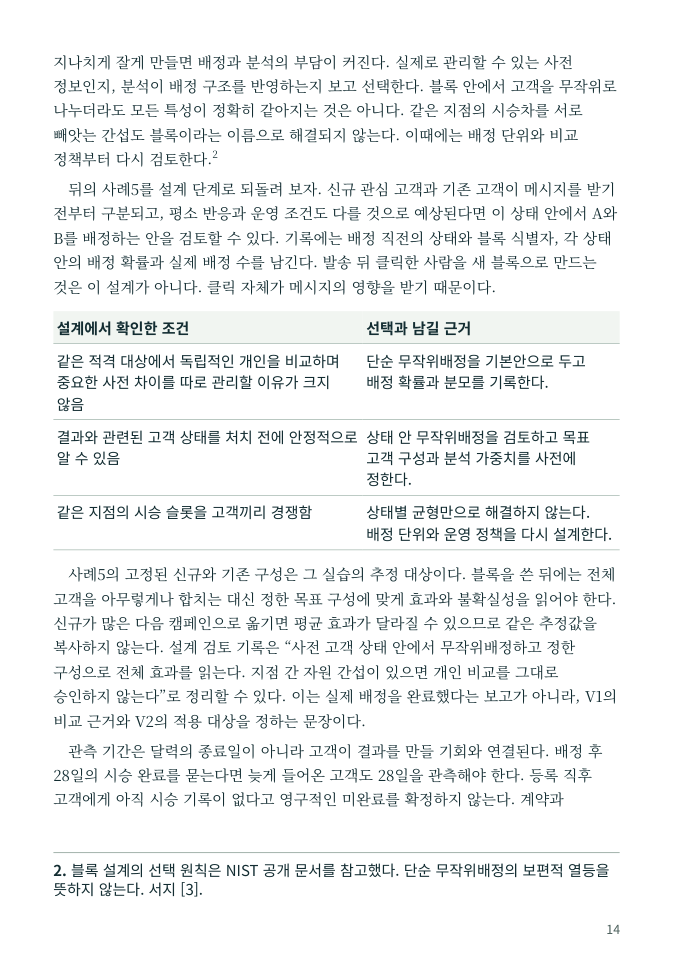 지나치게 잘게 만들면 배정과 분석의 부담이 커진다. 실제로 관리할 수 있는 사전
정보인지, 분석이 배정 구조를 반영하는지 보고 선택한다. 블록 안에서 고객을 무작위로
나누더라도 모든 특성이 정확히 같아지는 것은 아니다. 같은 지점의 시승차를 서로
빼앗는 간섭도 블록이라는 이름으로 해결되지 않는다. 이때에는 배정 단위와 비교
정책부터 다시 검토한다.2
뒤의 사례5를 설계 단계로 되돌려 보자. 신규 관심 고객과 기존 고객이 메시지를 받기
전부터 구분되고, 평소 반응과 운영 조건도 다를 것으로 예상된다면 이 상태 안에서 A와
B를 배정하는 안을 검토할 수 있다. 기록에는 배정 직전의 상태와 블록 식별자, 각 상태
안의 배정 확률과 실제 배정 수를 남긴다. 발송 뒤 클릭한 사람을 새 블록으로 만드는
것은 이 설계가 아니다. 클릭 자체가 메시지의 영향을 받기 때문이다.
설계에서 확인한 조건 선택과 남길 근거
같은 적격 대상에서 독립적인 개인을 비교하며
중요한 사전 차이를 따로 관리할 이유가 크지
않음
단순 무작위배정을 기본안으로 두고
배정 확률과 분모를 기록한다.
결과와 관련된 고객 상태를 처치 전에 안정적으로
알 수 있음
상태 안 무작위배정을 검토하고 목표
고객 구성과 분석 가중치를 사전에
정한다.
같은 지점의 시승 슬롯을 고객끼리 경쟁함
상태별 균형만으로 해결하지 않는다.
배정 단위와 운영 정책을 다시 설계한다.
사례5의 고정된 신규와 기존 구성은 그 실습의 추정 대상이다. 블록을 쓴 뒤에는 전체
고객을 아무렇게나 합치는 대신 정한 목표 구성에 맞게 효과와 불확실성을 읽어야 한다.
신규가 많은 다음 캠페인으로 옮기면 평균 효과가 달라질 수 있으므로 같은 추정값을
복사하지 않는다. 설계 검토 기록은 “사전 고객 상태 안에서 무작위배정하고 정한
구성으로 전체 효과를 읽는다. 지점 간 자원 간섭이 있으면 개인 비교를 그대로
승인하지 않는다”로 정리할 수 있다. 이는 실제 배정을 완료했다는 보고가 아니라, V1의
비교 근거와 V2의 적용 대상을 정하는 문장이다.
관측 기간은 달력의 종료일이 아니라 고객이 결과를 만들 기회와 연결된다. 배정 후
28일의 시승 완료를 묻는다면 늦게 들어온 고객도 28일을 관측해야 한다. 등록 직후
고객에게 아직 시승 기록이 없다고 영구적인 미완료를 확정하지 않는다. 계약과
2. 블록 설계의 선택 원칙은 NIST 공개 문서를 참고했다. 단순 무작위배정의 보편적 열등을
뜻하지 않는다. 서지 [3].
14